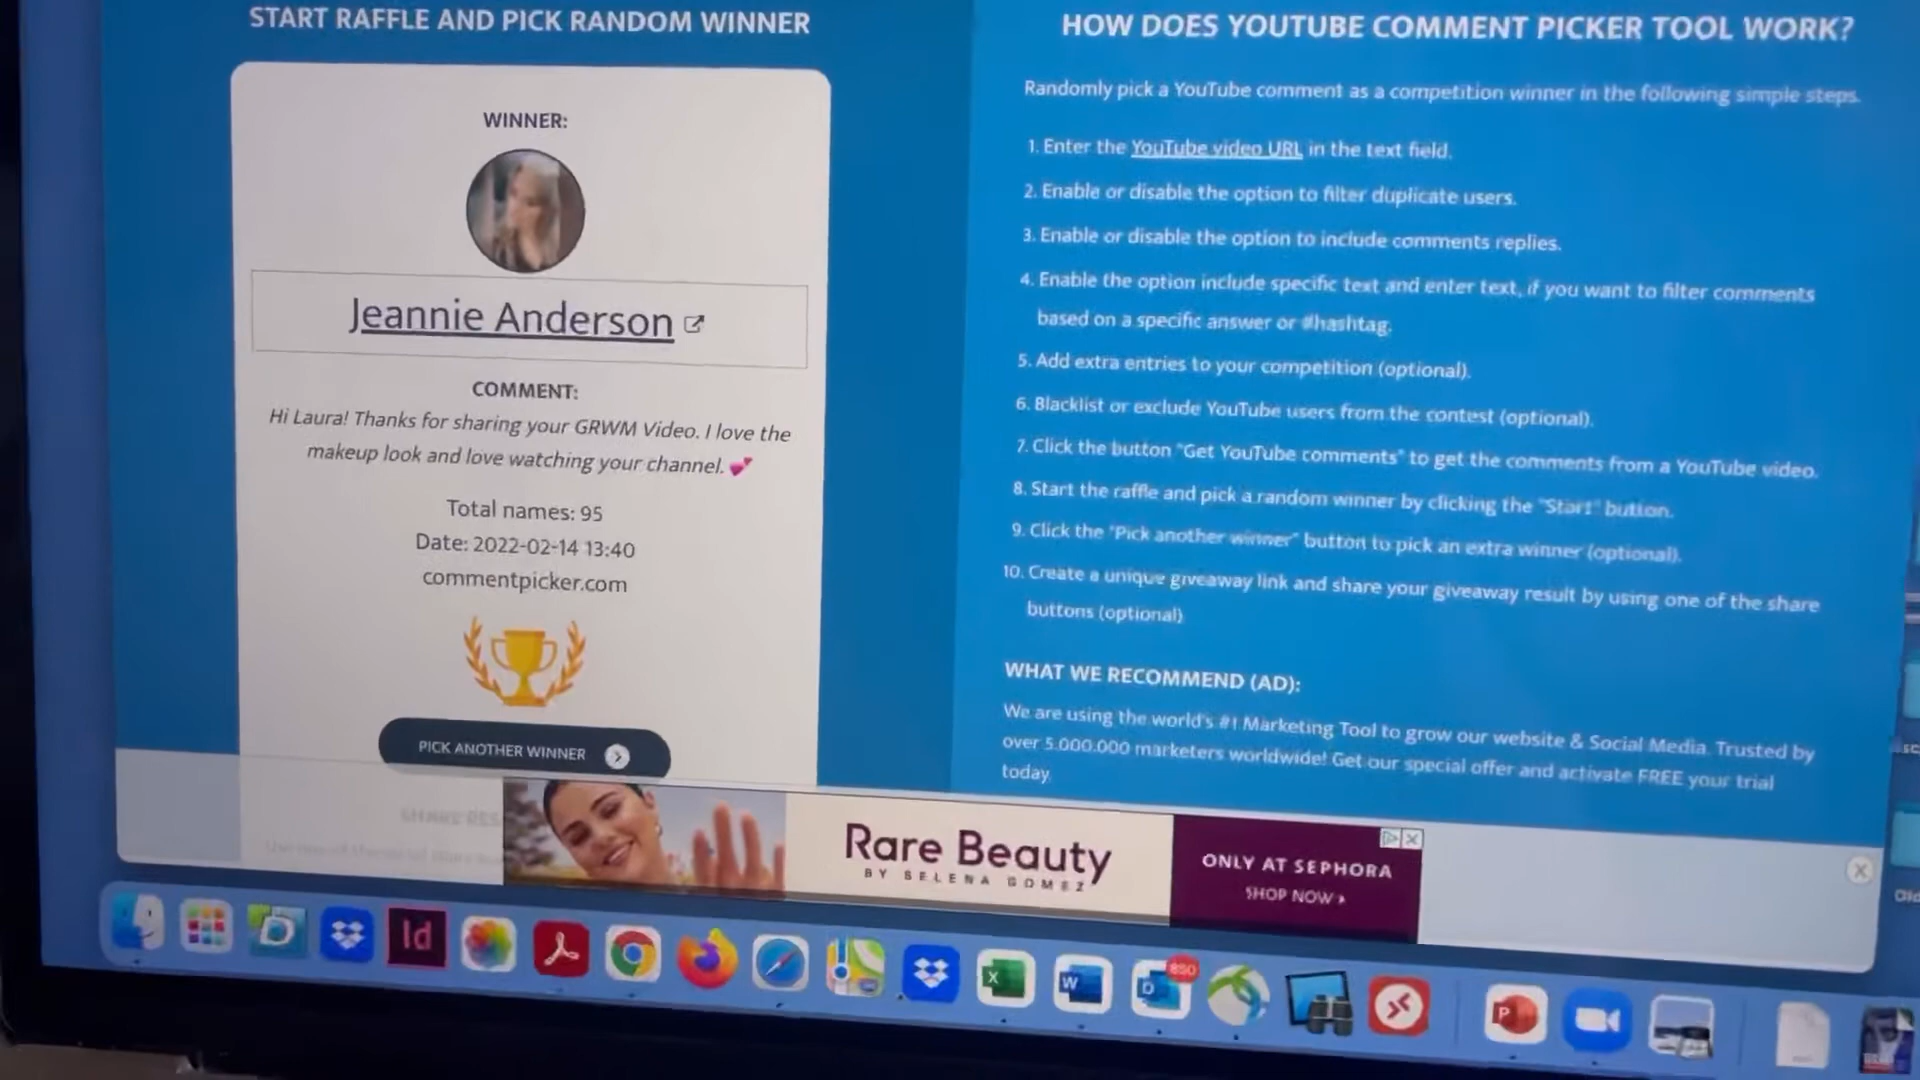 START RAFFLE AND PICK RANDOM WINNER
WINNER:
Jeannie Anderson
COMMENT:
Hi Laura! Thanks for sharing your GRWM Video. I love the
makeup look and love watching your channel. 💕
Total names: 95
Date: 2022-02-14 13:40
commentpicker.com
PICK ANOTHER WINNER
SHARE RES
HOW DOES YOUTUBE COMMENT PICKER TOOL WORK?
Randomly pick a YouTube comment as a competition winner in the following simple steps.
1. Enter the YouTube video URL in the text field.
2. Enable or disable the option to filter duplicate users.
3. Enable or disable the option to include comments replies.
4. Enable the option include specific text and enter text, if you want to filter comments
based on a specific answer or #hashtag.
5. Add extra entries to your competition (optional).
6. Blacklist or exclude YouTube users from the contest (optional).
7. Click the button "Get YouTube comments" to get the comments from a YouTube video.
8. Start the raffle and pick a random winner by clicking the "Start" button.
9. Click the "Pick another winner" button to pick an extra winner (optional).
10. Create a unique giveaway link and share your giveaway result by using one of the share
buttons (optional)
WHAT WE RECOMMEND (AD):
We are using the world's #1 Marketing Tool to grow our website & Social Media. Trusted by
over 5.000.000 marketers worldwide! Get our special offer and activate FREE your trial
today.
Rare Beauty
BY SELENA GOMEZ
ONLY AT SEPHORA
SHOP NOW
Id
X
W
D
850
P
Old